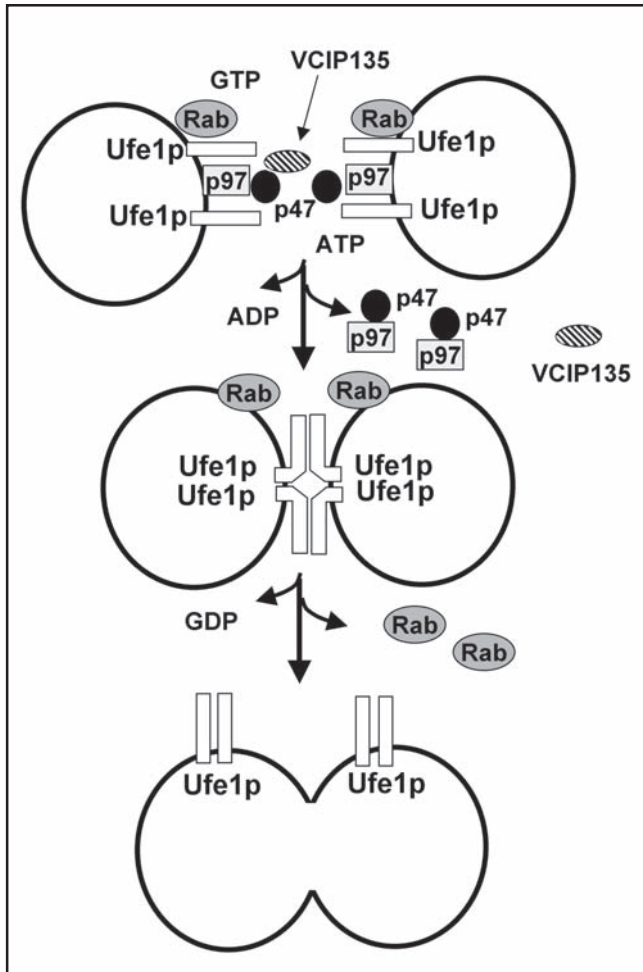 VCIP135
GTP
Rab
Rab
Ufe1p
Ufe1p
p97
p97
Ufe1p
p47
Ufe1p
ATP
ADP
p47
p97
p47
p97
VCIP135
Rab
Rab
Ufe1p
Ufe1p
Ufe1p
Ufe1p
GDP
Rab
Rab
Ufe1p
Ufe1p